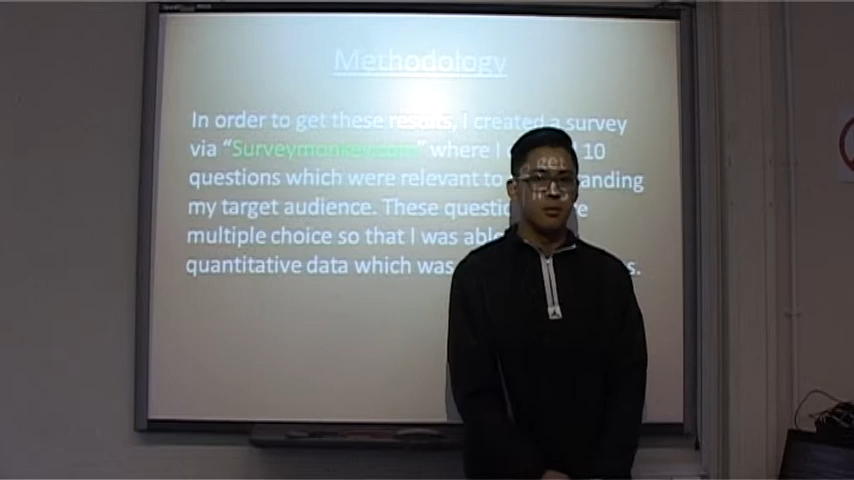 Methodology
In order to get these results, I created a survey
via "Surveymonkey.com" where I 10
questions which were relevant to
my target audience. These
multiple choice so that I was
quantitative data which was